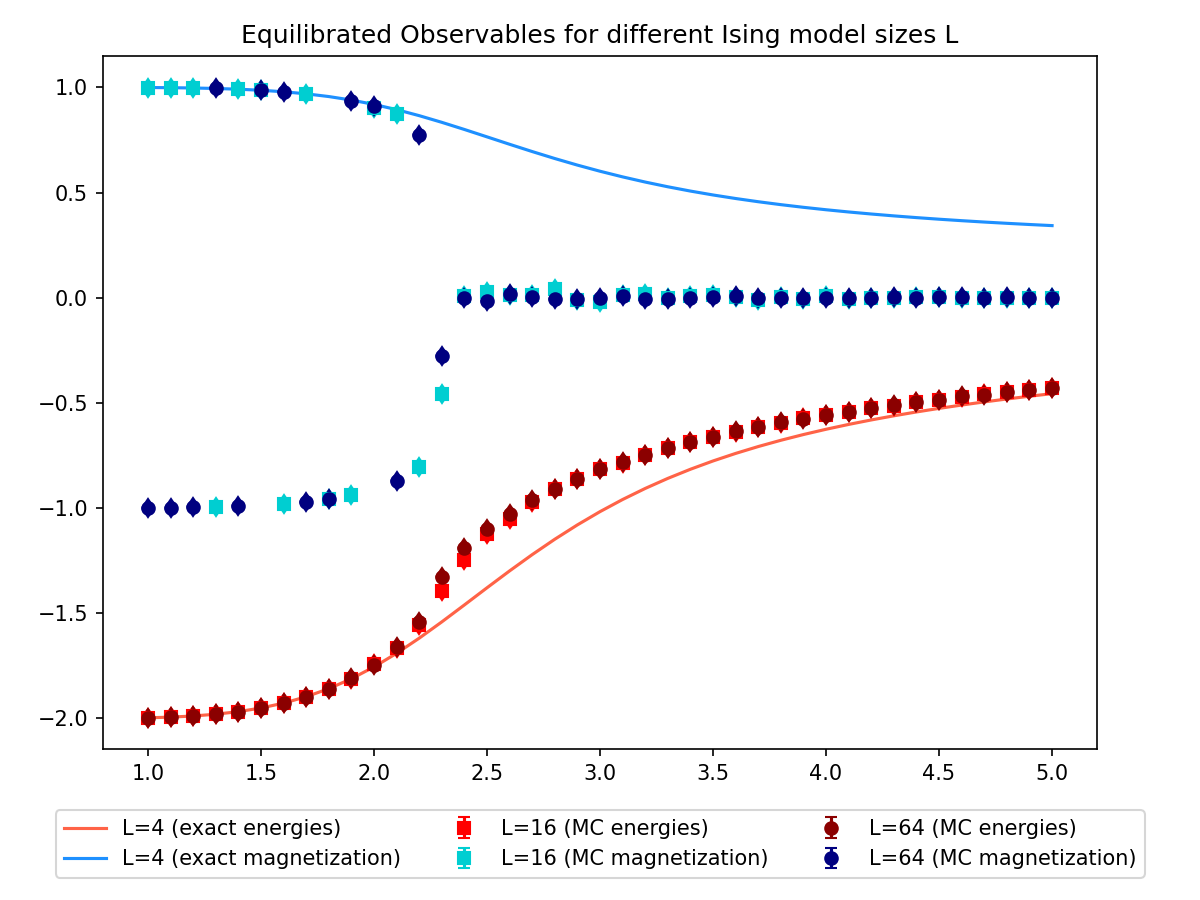 Equilibrated Observables for different Ising model sizes L
1.0
0.5
0.0
−0.5
−1.0
−1.5
−2.0
1.0 1.5 2.0 2.5 3.0 3.5 4.0 4.5 5.0
L=4 (exact energies) L=16 (MC energies) L=64 (MC energies)
L=4 (exact magnetization) L=16 (MC magnetization) L=64 (MC magnetization)